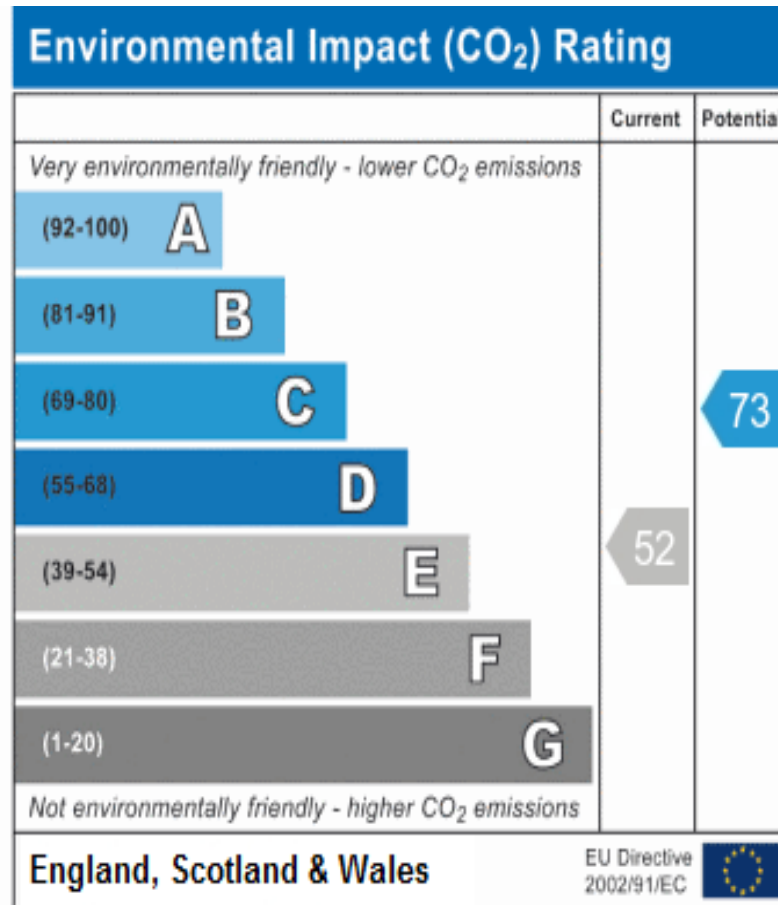 Environmental Impact (CO₂) Rating
Current Potentia
Very environmentally friendly - lower CO₂ emissions
(92-100) A
(81-91) B
(69-80) C
73
(55-68) D
(39-54) E
52
(21-38) F
(1-20) G
Not environmentally friendly - higher CO₂ emissions
England, Scotland & Wales
EU Directive
2002/91/EC